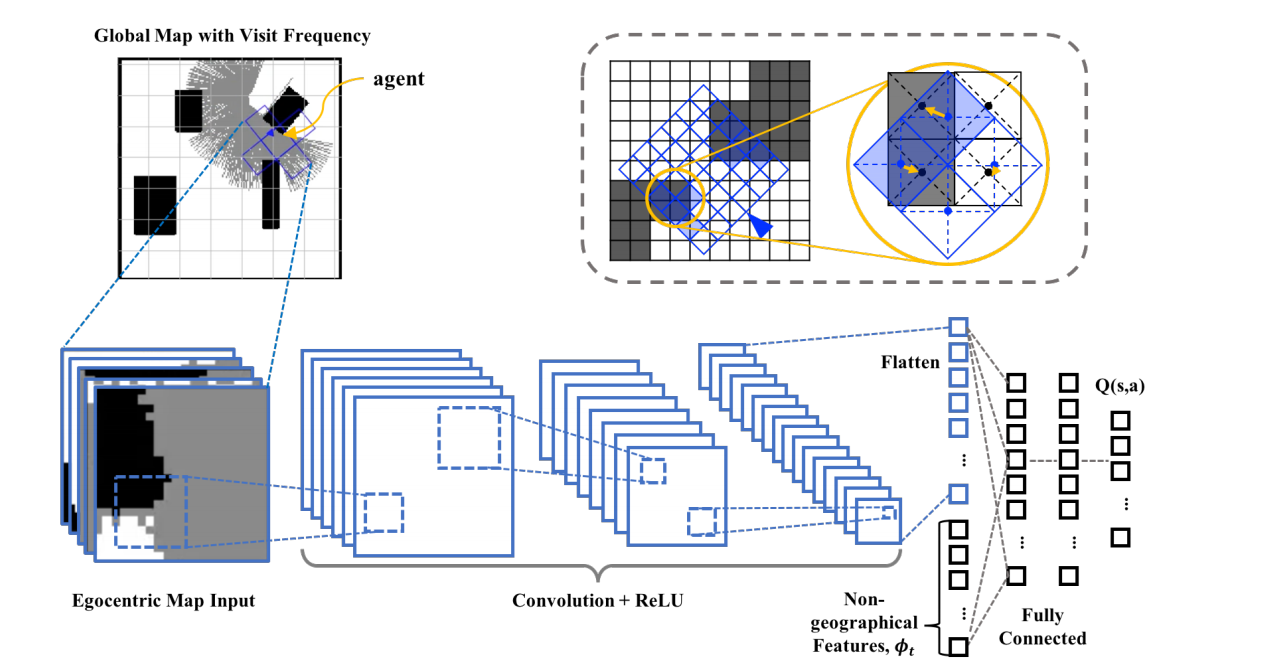 Global Map with Visit Frequency
agent
Flatten
Q(s,a)
Egocentric Map Input
Convolution + ReLU
Non-
geographical
Features, ϕₜ
Fully
Connected